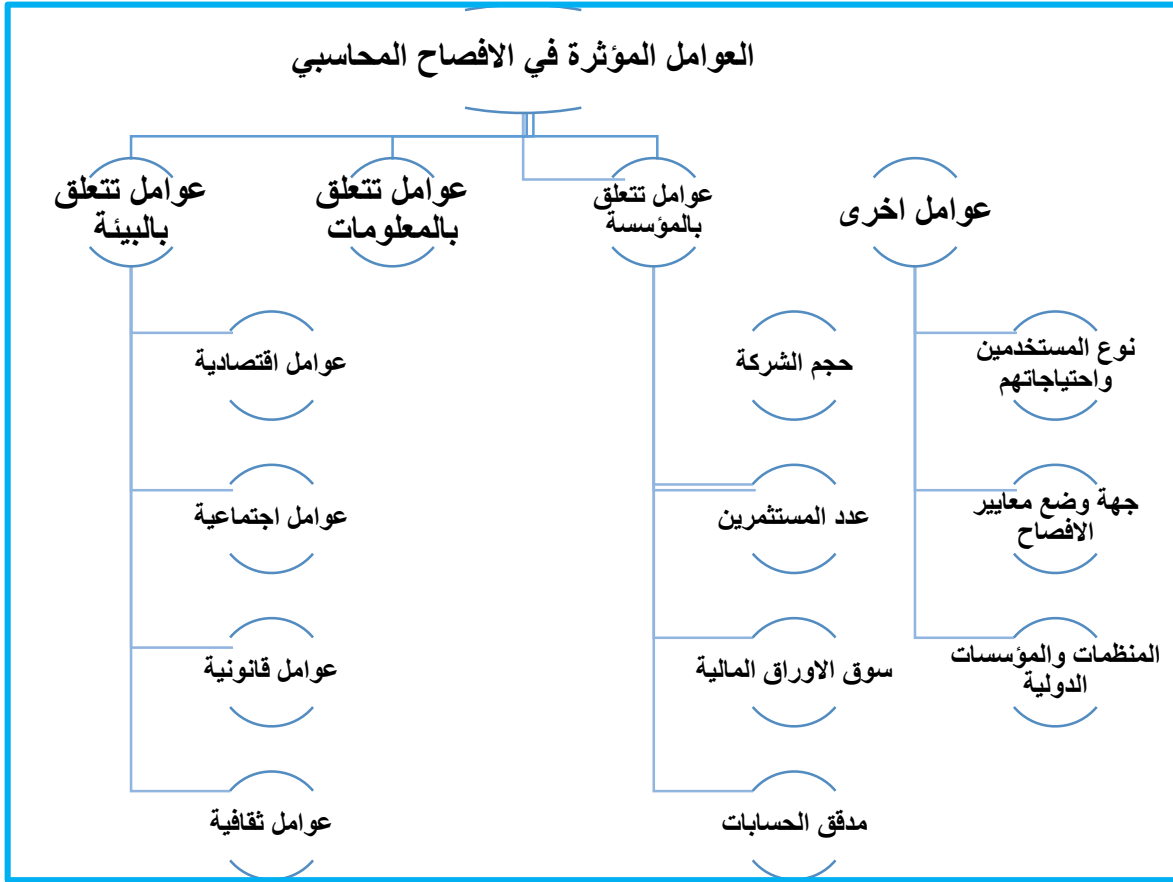 العوامل المؤثرة في الافصاح المحاسبي
عوامل اخرى
عوامل تتعلق
بالمؤسسة
عوامل تتعلق
بالمعلومات
عوامل تتعلق
بالبيئة
نوع المستخدمين
واحتياجاتهم
جهة وضع معايير
الافصاح
المنظمات والمؤسسات
الدولية
حجم الشركة
عدد المستثمرين
سوق الاوراق المالية
مدقق الحسابات
عوامل اقتصادية
عوامل اجتماعية
عوامل قانونية
عوامل ثقافية